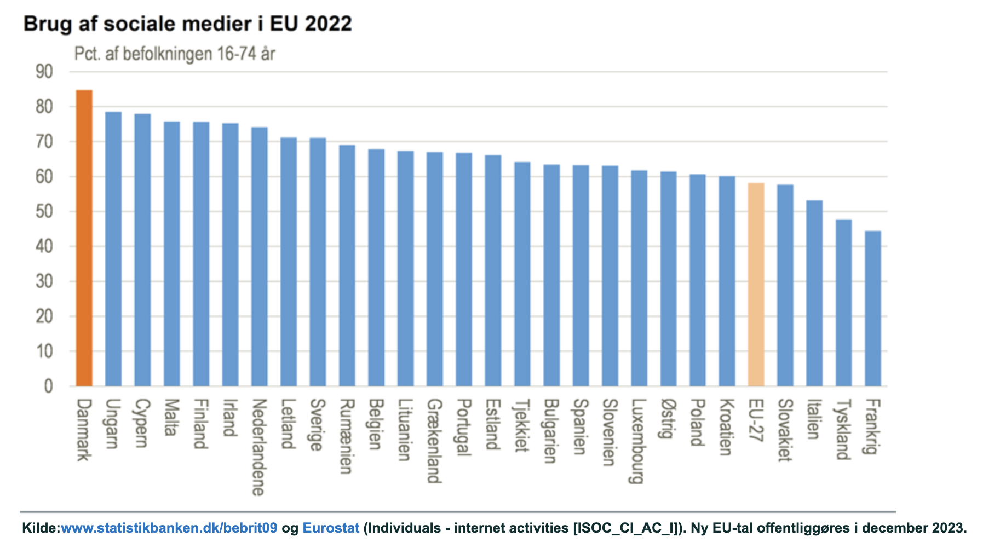 Brug af sociale medier i EU 2022
Pct. af befolkningen 16-74 år
90
80
70
60
50
40
30
20
10
0
Danmark
Ungarn
Cypern
Malta
Finland
Irland
Nederlandene
Letland
Sverige
Rumænien
Belgien
Lituanien
Grækenland
Portugal
Estland
Tjekkiet
Bulgarien
Spanien
Slovenien
Luxembourg
Østrig
Poland
Kroatien
EU-27
Slovakiet
Italien
Tyskland
Frankrig
Kilde:www.statistikbanken.dk/bebrit09 og Eurostat (Individuals - internet activities [ISOC_CI_AC_I]). Ny EU-tal offentliggøres i december 2023.